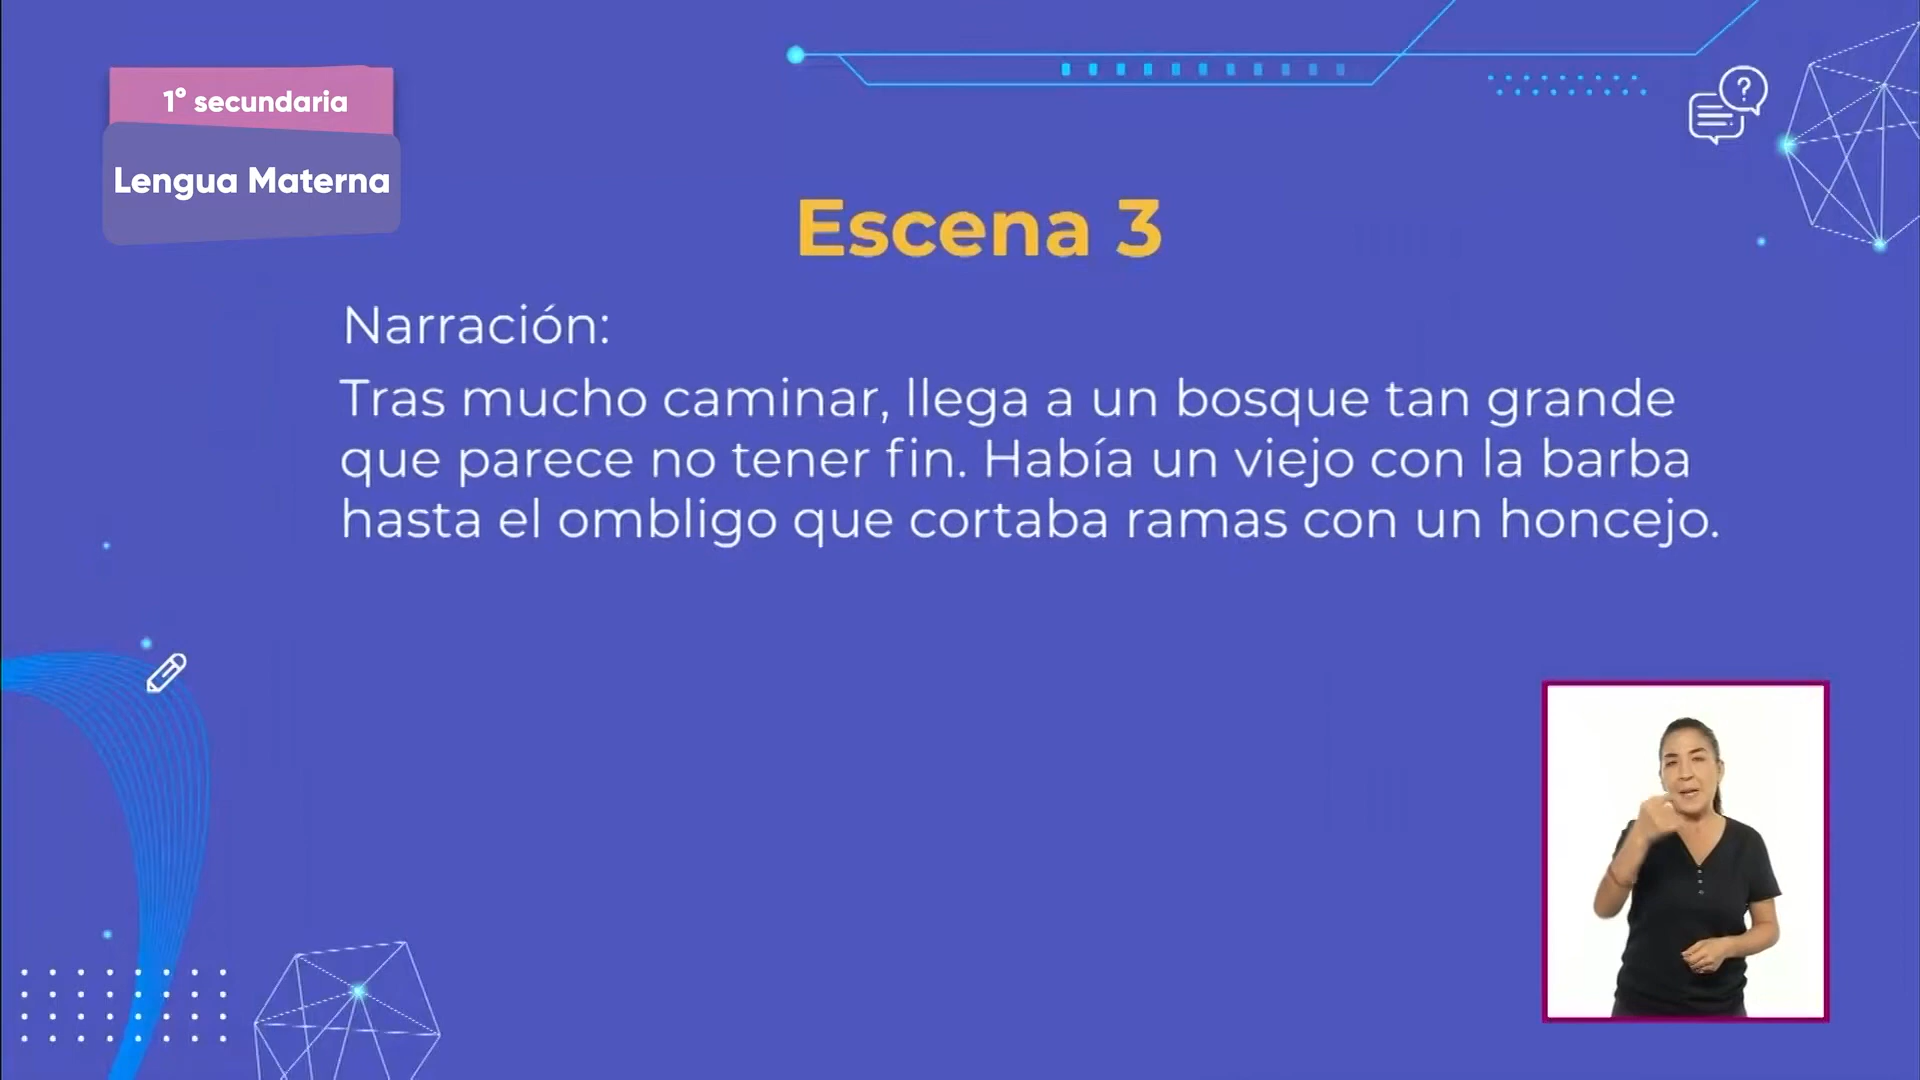 1° secundaria
Lengua Materna
Escena 3
Narración:
Tras mucho caminar, llega a un bosque tan grande
que parece no tener fin. Había un viejo con la barba
hasta el ombligo que cortaba ramas con un honcejo.